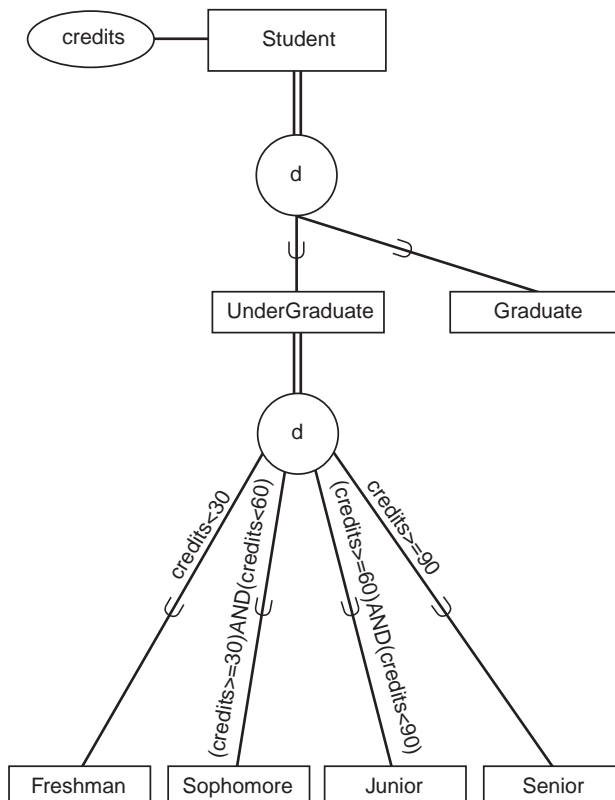 credits
Student
d
UnderGraduate
Graduate
d
credits<30
(credits>=30)AND(credits<60)
(credits>=60)AND(credits<90)
credits>=90
Freshman
Sophomore
Junior
Senior